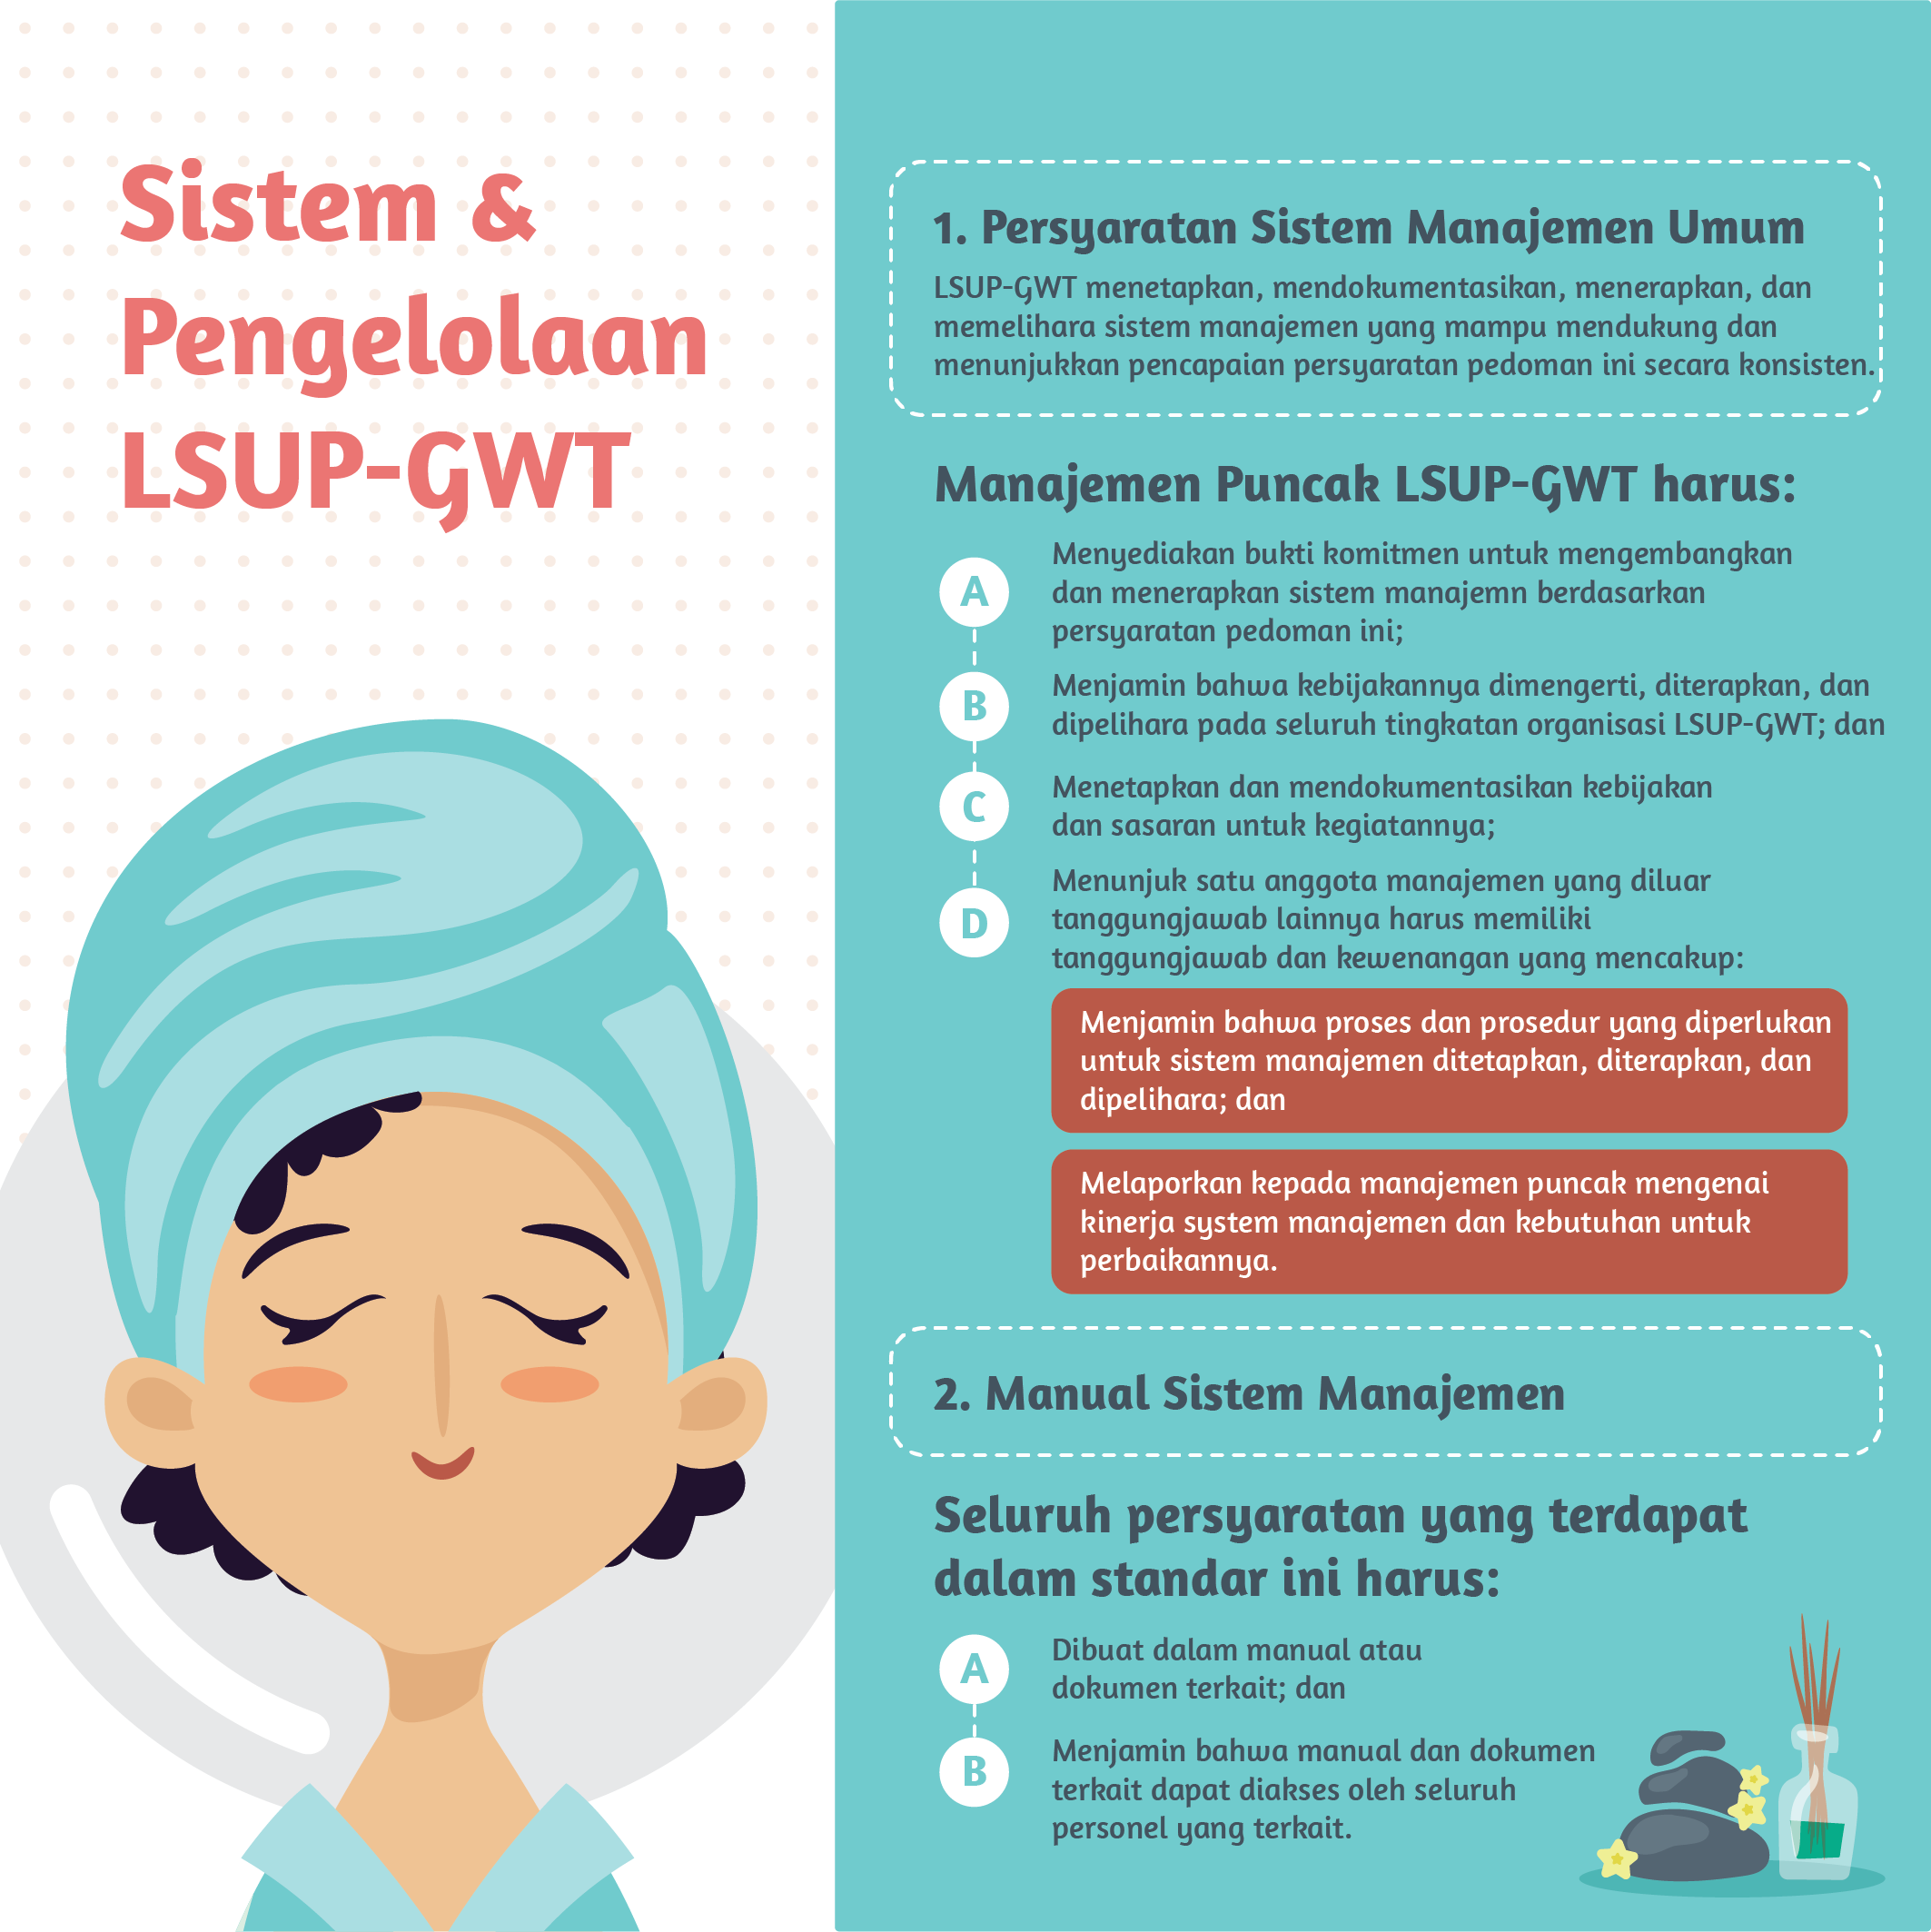 Sistem &
Pengelolaan
LSUP-GWT
1. Persyaratan Sistem Manajemen Umum
LSUP-GWT menetapkan, mendokumentasikan, menerapkan, dan
memelihara sistem manajemen yang mampu mendukung dan
menunjukkan pencapaian persyaratan pedoman ini secara konsisten.
Manajemen Puncak LSUP-GWT harus:
A
Menyediakan bukti komitmen untuk mengembangkan
dan menerapkan sistem manajemn berdasarkan
persyaratan pedoman ini;
B
Menjamin bahwa kebijakannya dimengerti, diterapkan, dan
dipelihara pada seluruh tingkatan organisasi LSUP-GWT; dan
C
Menetapkan dan mendokumentasikan kebijakan
dan sasaran untuk kegiatannya;
D
Menunjuk satu anggota manajemen yang diluar
tanggungjawab lainnya harus memiliki
tanggungjawab dan kewenangan yang mencakup:
Menjamin bahwa proses dan prosedur yang diperlukan
untuk sistem manajemen ditetapkan, diterapkan, dan
dipelihara; dan
Melaporkan kepada manajemen puncak mengenai
kinerja system manajemen dan kebutuhan untuk
perbaikannya.
2. Manual Sistem Manajemen
Seluruh persyaratan yang terdapat
dalam standar ini harus:
A
Dibuat dalam manual atau
dokumen terkait; dan
B
Menjamin bahwa manual dan dokumen
terkait dapat diakses oleh seluruh
personel yang terkait.